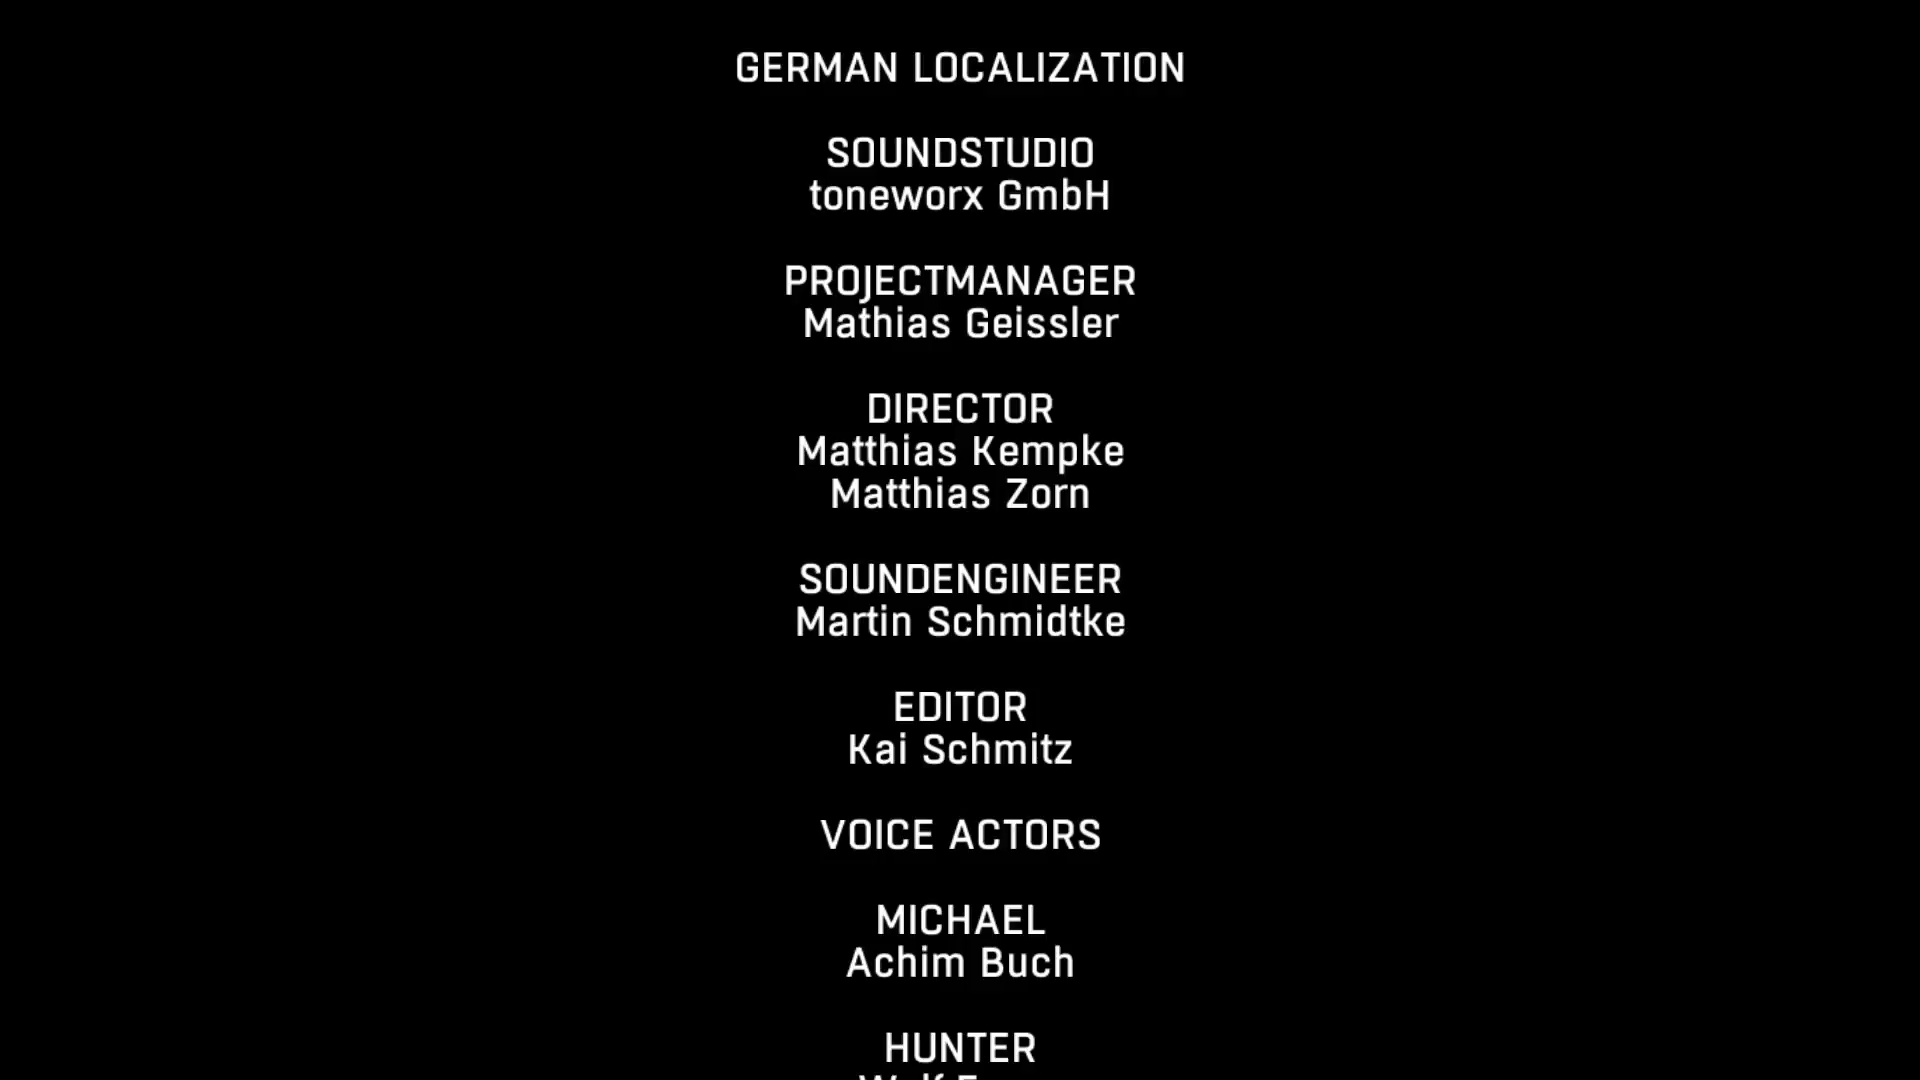 GERMAN LOCALIZATION
SOUNDSTUDIO
toneworx GmbH
PROJECTMANAGER
Mathias Geissler
DIRECTOR
Matthias Kempke
Matthias Zorn
SOUNDENGINEER
Martin Schmidtke
EDITOR
Kai Schmitz
VOICE ACTORS
MICHAEL
Achim Buch
HUNTER